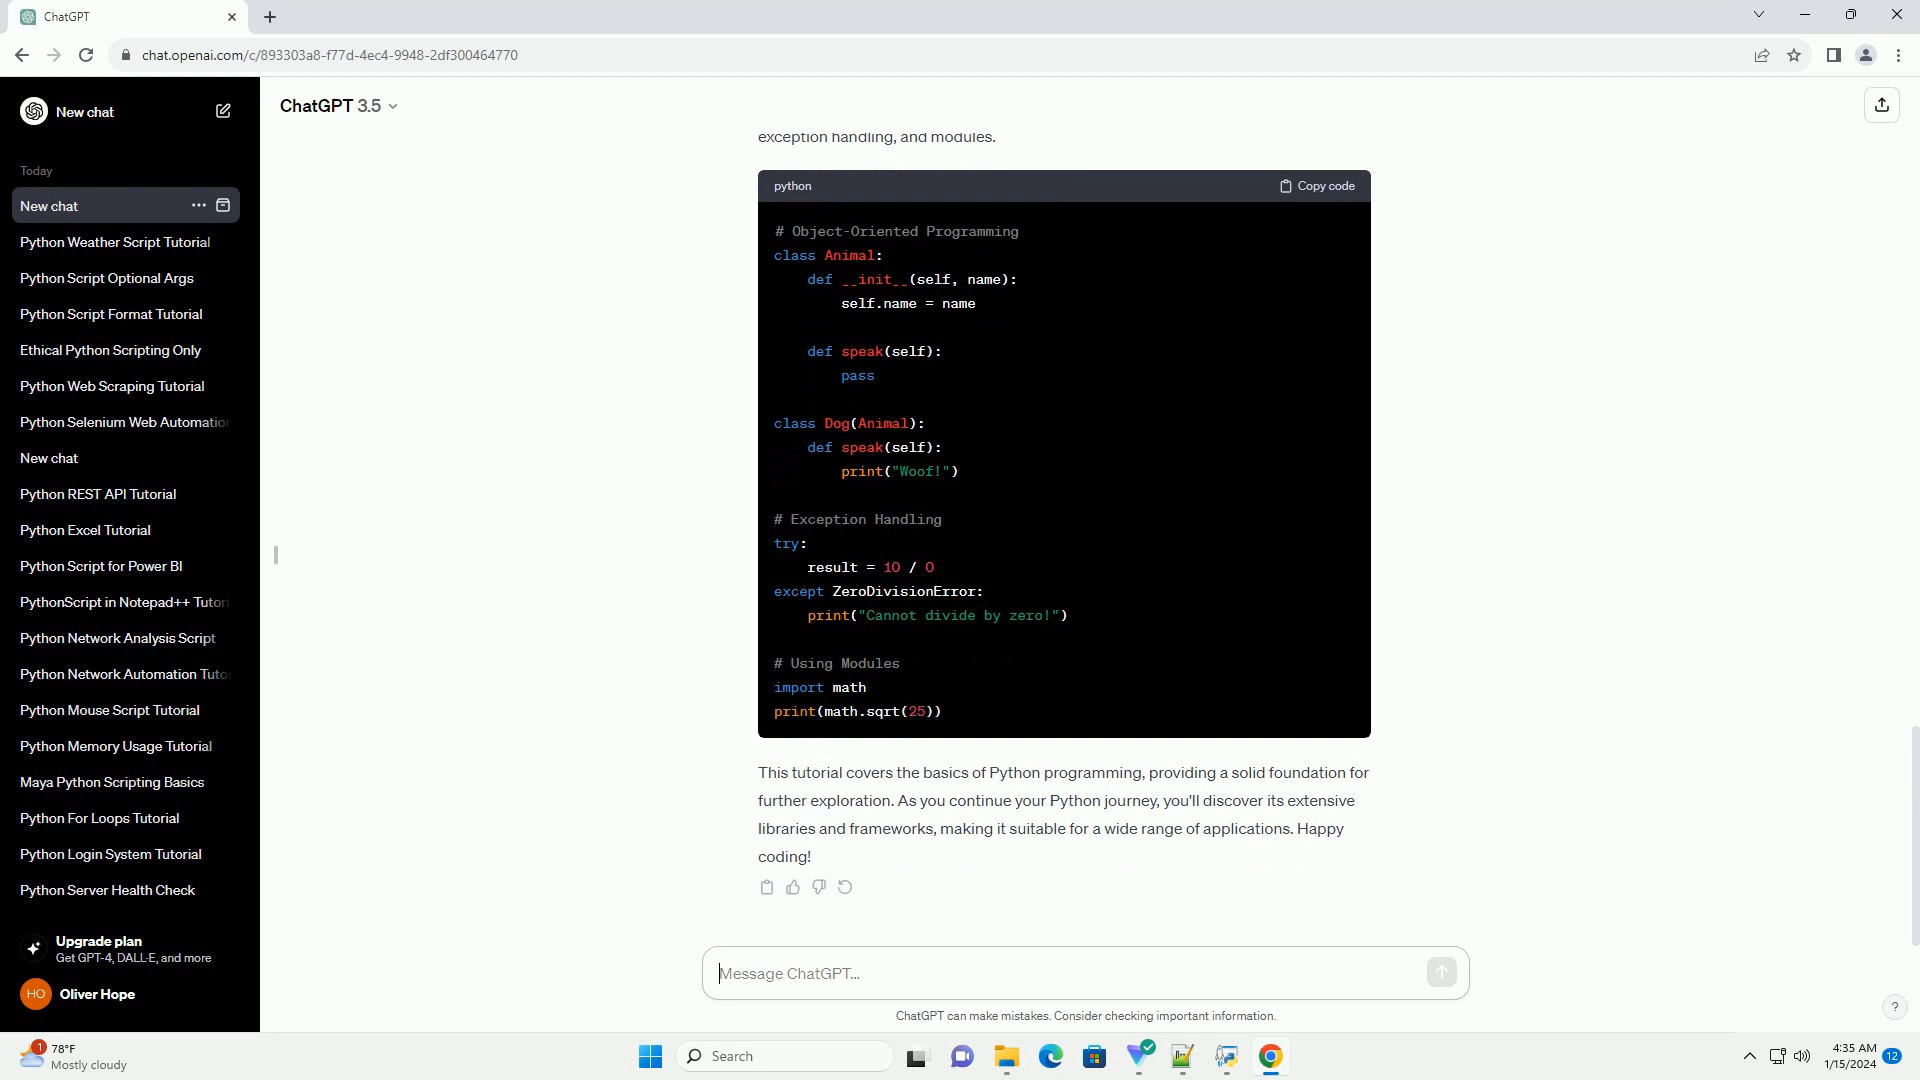 ChatGPT
chat.openai.com/c/893303a8-f77d-4ec4-9948-2df300464770
New chat
Today
New chat
Python Weather Script Tutorial
Python Script Optional Args
Python Script Format Tutorial
Ethical Python Scripting Only
Python Web Scraping Tutorial
Python Selenium Web Automation
New chat
Python REST API Tutorial
Python Excel Tutorial
Python Script for Power BI
PythonScript in Notepad++ Tutori
Python Network Analysis Script
Python Network Automation Tuto
Python Mouse Script Tutorial
Python Memory Usage Tutorial
Maya Python Scripting Basics
Python For Loops Tutorial
Python Login System Tutorial
Python Server Health Check
Upgrade plan
Get GPT-4, DALL·E, and more
HO
Oliver Hope
ChatGPT 3.5
exception handling, and modules.
python
Copy code
# Object-Oriented Programming
class Animal:
def __init__(self, name):
self.name = name
def speak(self):
pass
class Dog(Animal):
def speak(self):
print("Woof!")
# Exception Handling
try:
result = 10 / 0
except ZeroDivisionError:
print("Cannot divide by zero!")
# Using Modules
import math
print(math.sqrt(25))
This tutorial covers the basics of Python programming, providing a solid foundation for
further exploration. As you continue your Python journey, you'll discover its extensive
libraries and frameworks, making it suitable for a wide range of applications. Happy
coding!
Message ChatGPT...
ChatGPT can make mistakes. Consider checking important information.
?
1
78°F
Mostly cloudy
Search
4:35 AM
1/15/2024
12